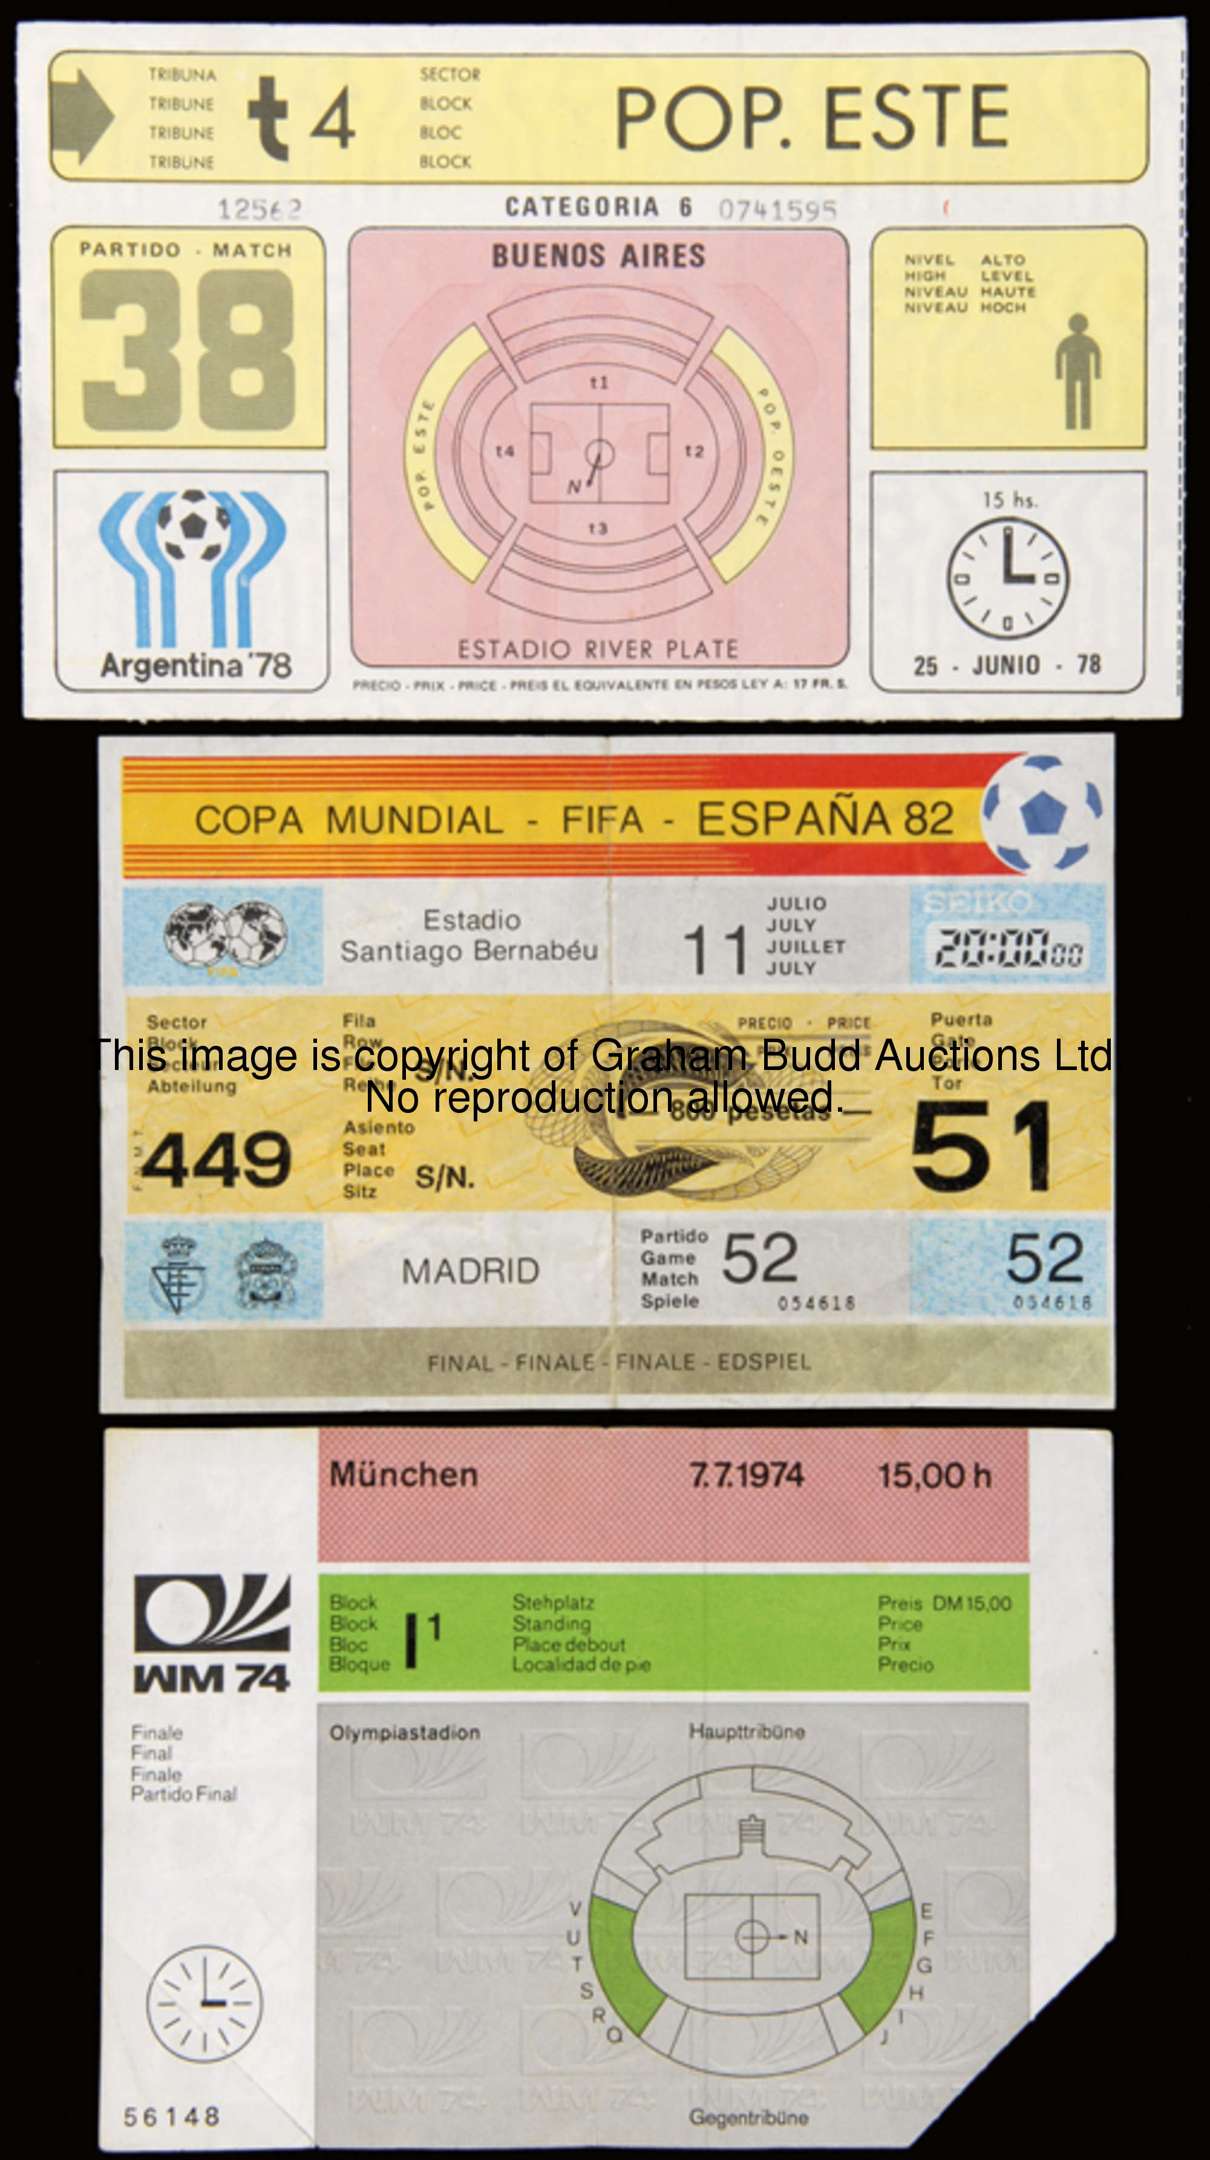 TRIBUNA
TRIBUNE
TRIBUNE
TRIBUNE
t4
SECTOR
BLOCK
BLOC
BLOCK
POP. ESTE
12562
CATEGORIA 6 0741595
PARTIDO - MATCH
38
BUENOS AIRES
t1
t4
t2
t3
N
POP. ESTE
POP. OESTE
ESTADIO RIVER PLATE
NIVEL ALTO
HIGH LEVEL
NIVEAU HAUTE
NIVEAU HOCH
Argentina '78
15 hs.
25 - JUNIO - 78
PRECIO - PRIX - PRICE - PREIS EL EQUIVALENTE EN PESOS LEY A: 17 FR. S.
COPA MUNDIAL - FIFA - ESPAÑA 82
FIFA
Estadio
Santiago Bernabéu
11
JULIO
JULY
JUILLET
JULY
SEIKO
20:00 00
Sector
Block
Secteur
Abteilung
449
Fila
Row
Reihe
S/N.
Asiento
Seat
Place
Sitz
S/N.
PRECIO - PRICE
800 pesetas
Puerta
Gate
Tor
51
This image is copyright of Graham Budd Auctions Ltd
No reproduction allowed.
MADRID
Partido
Game
Match
Spiele
52
054618
52
054618
FINAL - FINALE - FINALE - EDSPIEL
München 7.7.1974 15,00 h
WM 74
Block
Block
Bloc
Bloque
I1
Stehplatz
Standing
Place debout
Localidad de pie
Preis DM 15,00
Price
Prix
Precio
Finale
Final
Finale
Partido Final
Olympiastadion
Haupttribüne
V
U
T
S
R
Q
N
E
F
G
H
I
J
Gegentribüne
56148